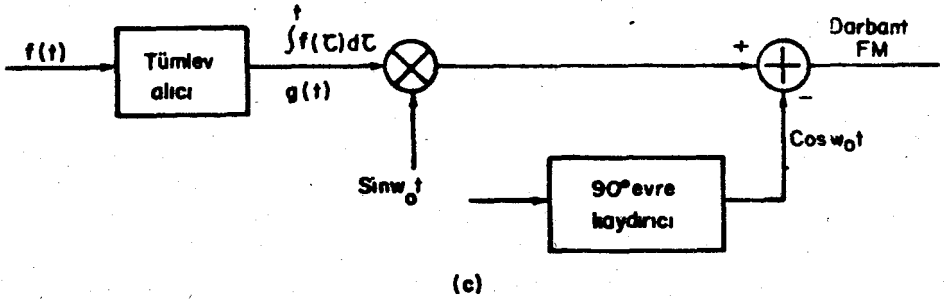 f(t)
Tümlev
alıcı
t
∫f(τ)dτ
g(t)
Sinw₀t
90°evre
kaydırıcı
+
-
Cosw₀t
Darbant
FM
(c)